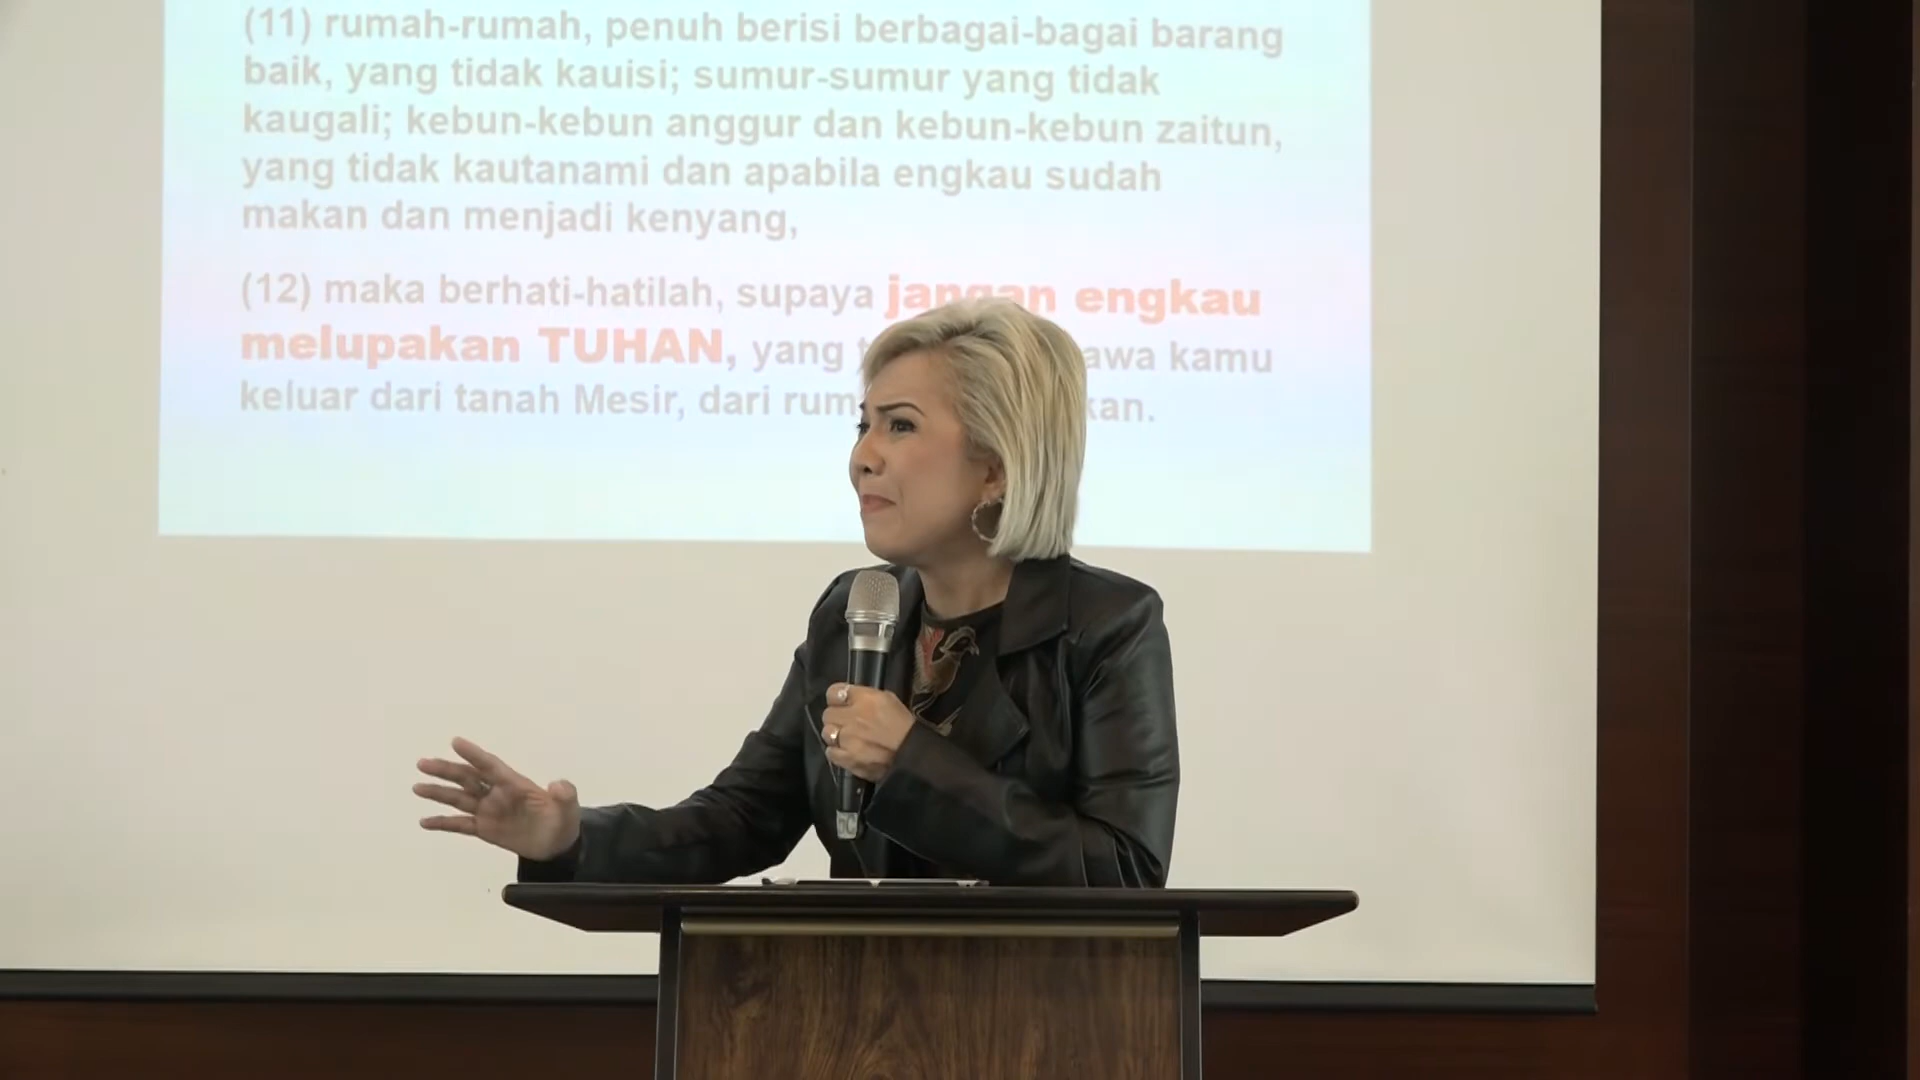 (11) rumah-rumah, penuh berisi berbagai-bagai barang
baik, yang tidak kauisi; sumur-sumur yang tidak
kaugali; kebun-kebun anggur dan kebun-kebun zaitun,
yang tidak kautanami dan apabila engkau sudah
makan dan menjadi kenyang,
(12) maka berhati-hatilah, supaya jangan engkau
melupakan TUHAN, yang awa kamu
keluar dari tanah Mesir, dari kan.